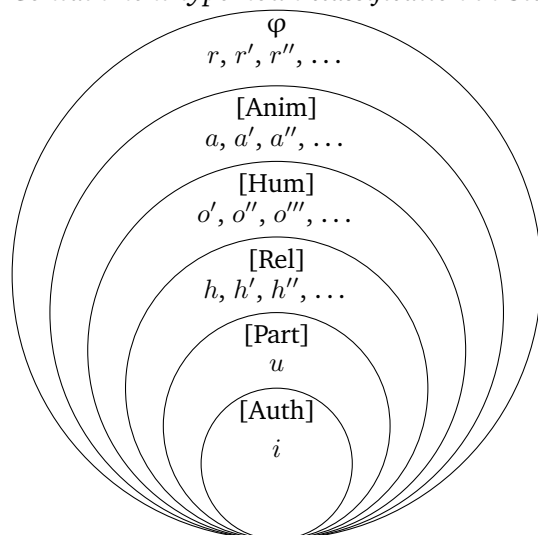 φ
r, r′, r″, …
[Anim]
a, a′, a″, …
[Hum]
o′, o″, o‴, …
[Rel]
h, h′, h″, …
[Part]
u
[Auth]
i